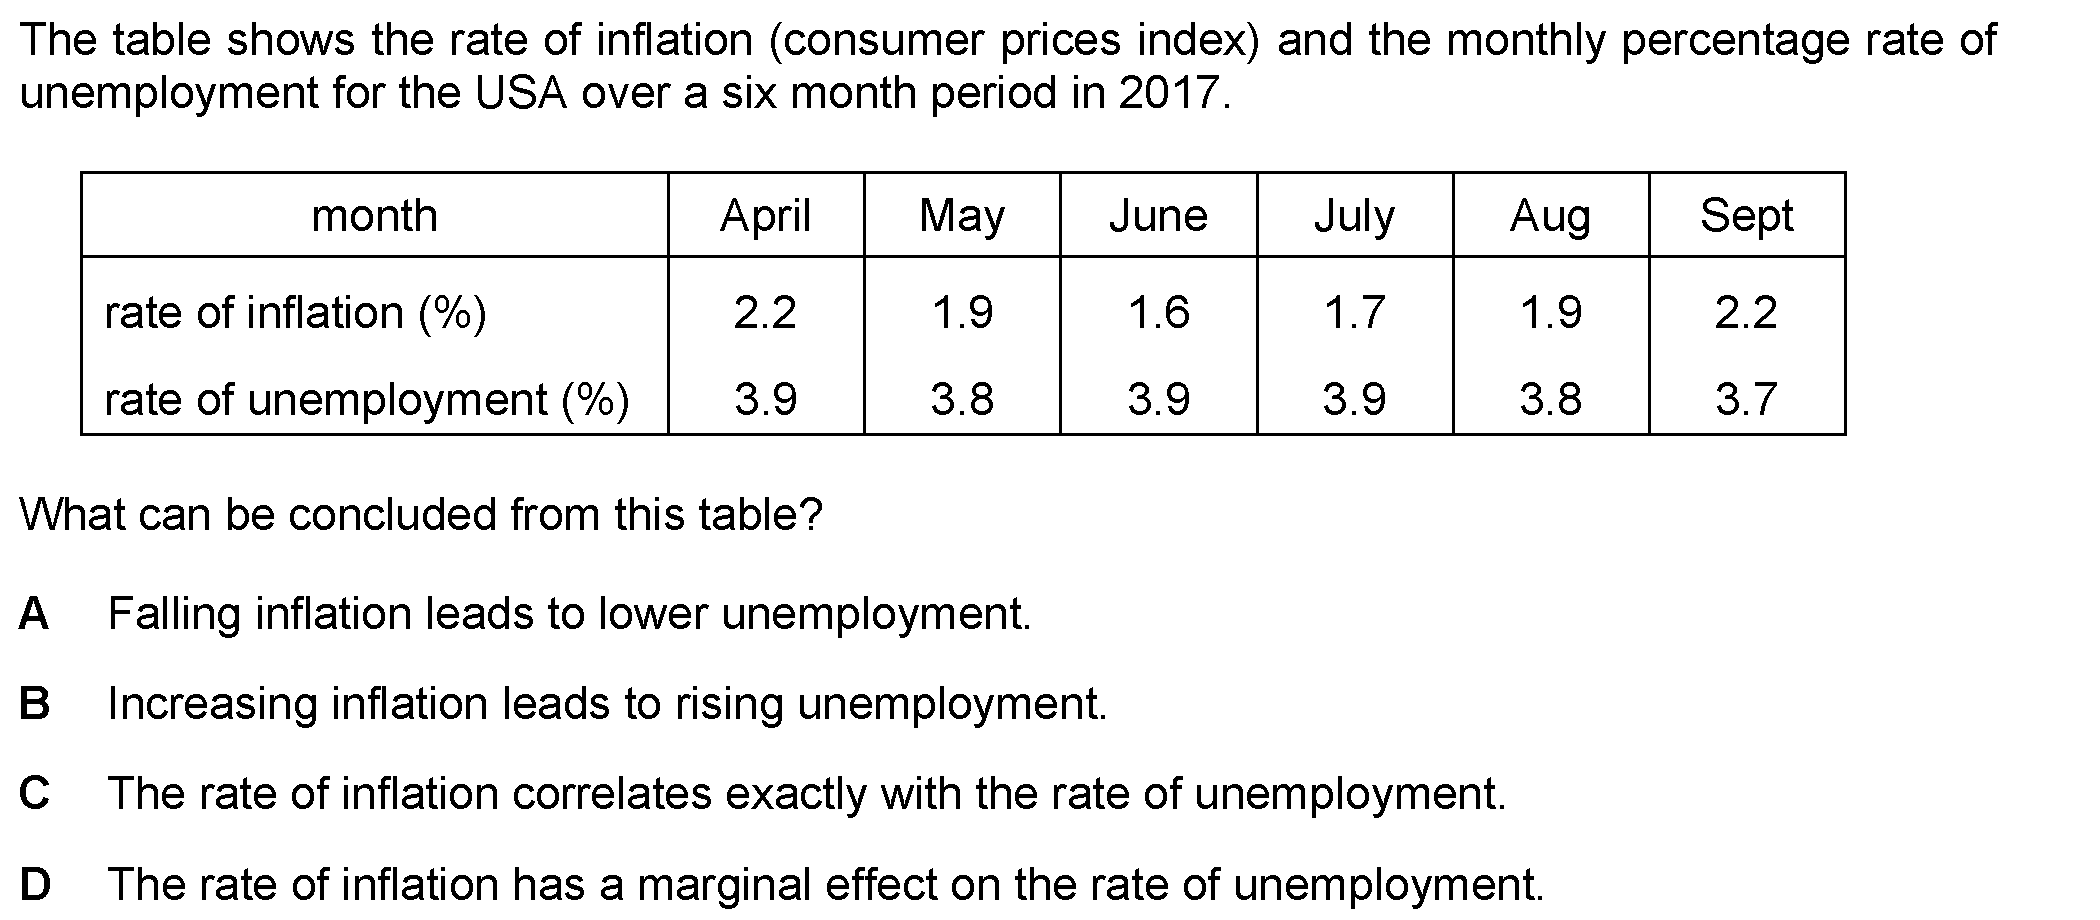 The table shows the rate of inflation (consumer prices index) and the monthly percentage rate of
unemployment for the USA over a six month period in 2017.
month April May June July Aug Sept
rate of inflation (%) 2.2 1.9 1.6 1.7 1.9 2.2
rate of unemployment (%) 3.9 3.8 3.9 3.9 3.8 3.7
What can be concluded from this table?
A Falling inflation leads to lower unemployment.
B Increasing inflation leads to rising unemployment.
C The rate of inflation correlates exactly with the rate of unemployment.
D The rate of inflation has a marginal effect on the rate of unemployment.